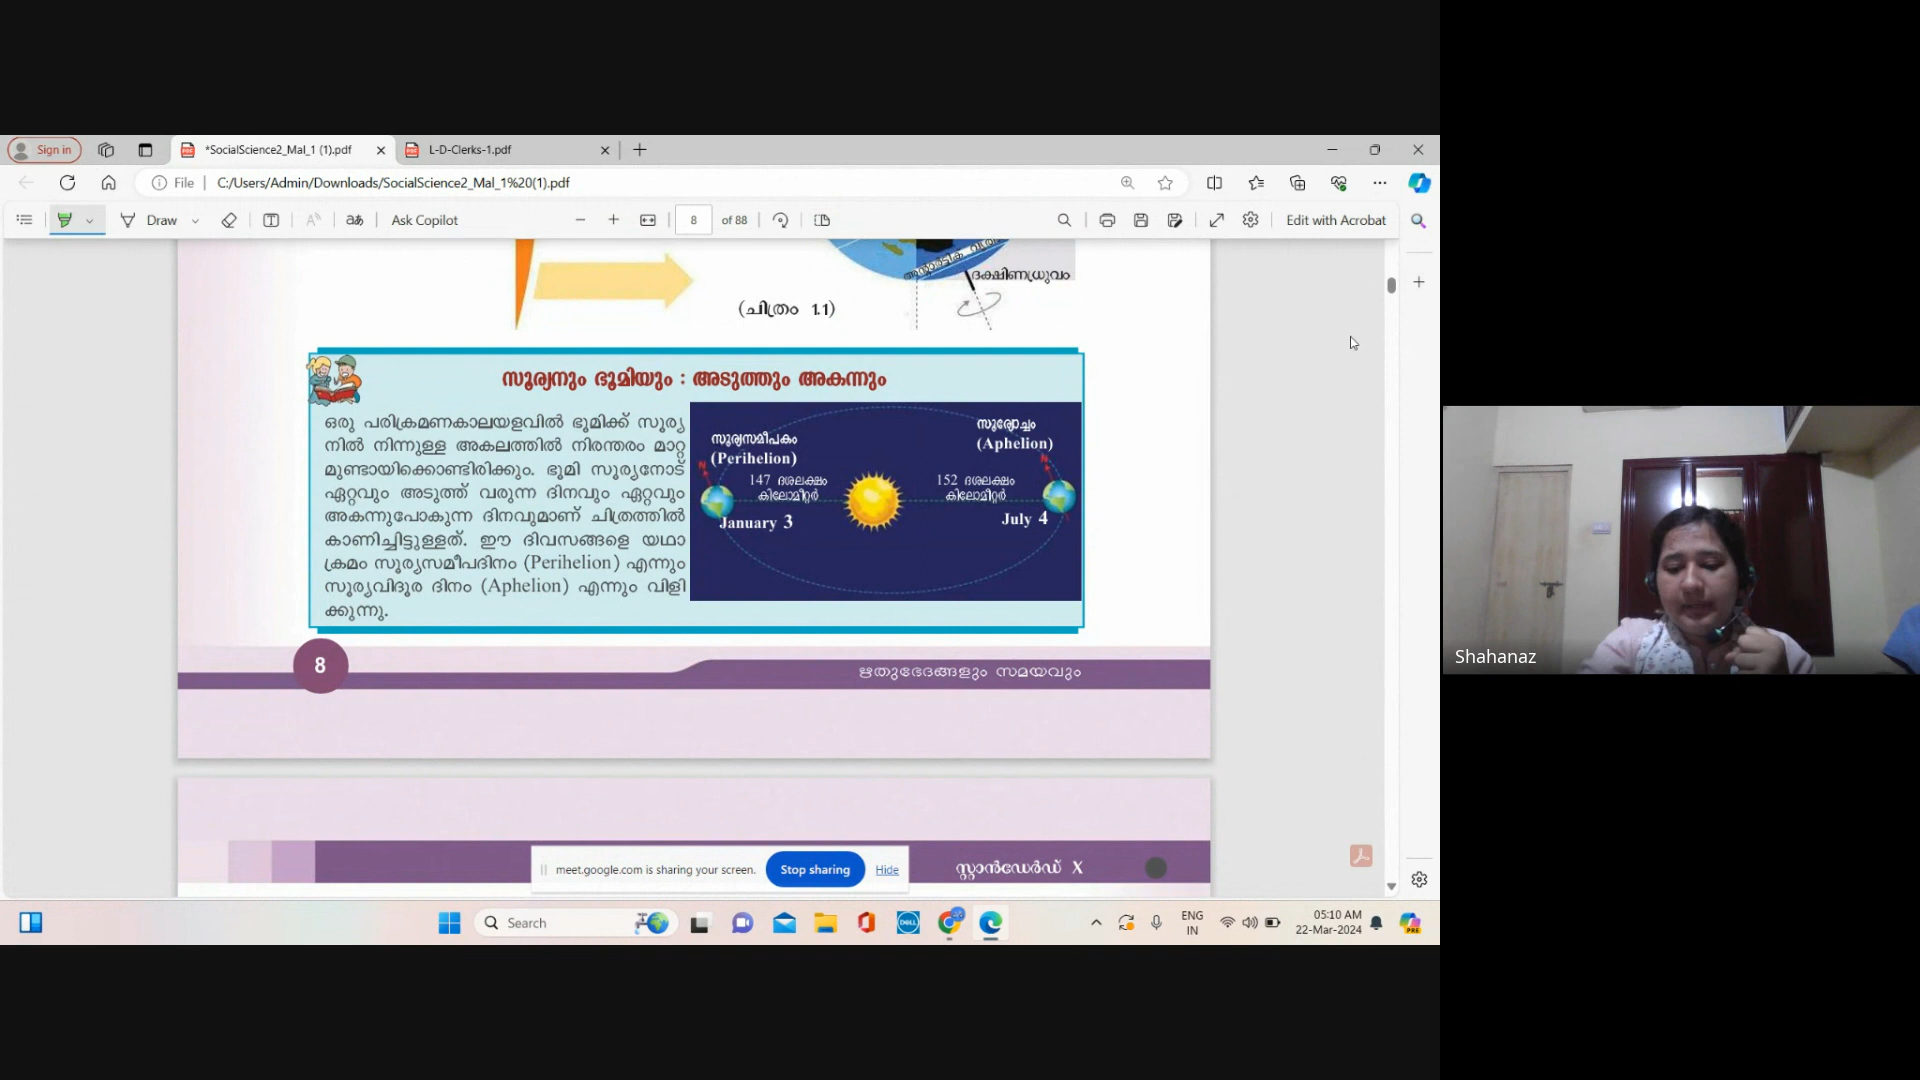 Sign in
*SocialScience2_Mal_1 (1).pdf
L-D-Clerks-1.pdf
File
C:/Users/Admin/Downloads/SocialScience2_Mal_1%20(1).pdf
Draw
Ask Copilot
8
of 88
Edit with Acrobat
ദക്ഷിണധ്രുവം
(ചിത്രം 1.1)
സൂര്യനും ഭൂമിയും : അടുത്തും അകന്നും
ഒരു പരിക്രമണകാലയളവിൽ ഭൂമിക്ക് സൂര്യ
നിൽ നിന്നുള്ള അകലത്തിൽ നിരന്തരം മാറ്റ
മുണ്ടായിക്കൊണ്ടിരിക്കും. ഭൂമി സൂര്യനോട്
ഏറ്റവും അടുത്ത് വരുന്ന ദിനവും ഏറ്റവും
അകന്നുപോകുന്ന ദിനവുമാണ് ചിത്രത്തിൽ
കാണിച്ചിട്ടുള്ളത്. ഈ ദിവസങ്ങളെ യഥാ
ക്രമം സൂര്യസമീപദിനം (Perihelion) എന്നും
സൂര്യവിദൂര ദിനം (Aphelion) എന്നും വിളി
ക്കുന്നു.
സൂര്യസമീപകം
(Perihelion)
N
147 ദശലക്ഷം
കിലോമീറ്റർ
January 3
സൂര്യോച്ചം
(Aphelion)
N
152 ദശലക്ഷം
കിലോമീറ്റർ
July 4
8
ഋതുഭേദങ്ങളും സമയവും
സ്റ്റാൻഡേർഡ് X
meet.google.com is sharing your screen.
Stop sharing
Hide
Search
ENG
IN
05:10 AM
22-Mar-2024
Shahanaz